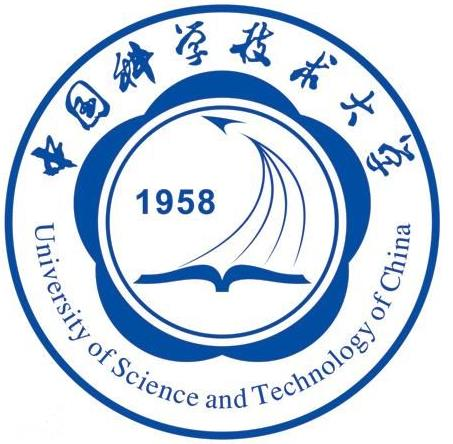 中国科学技术大学
1958
University of Science and Technology of China